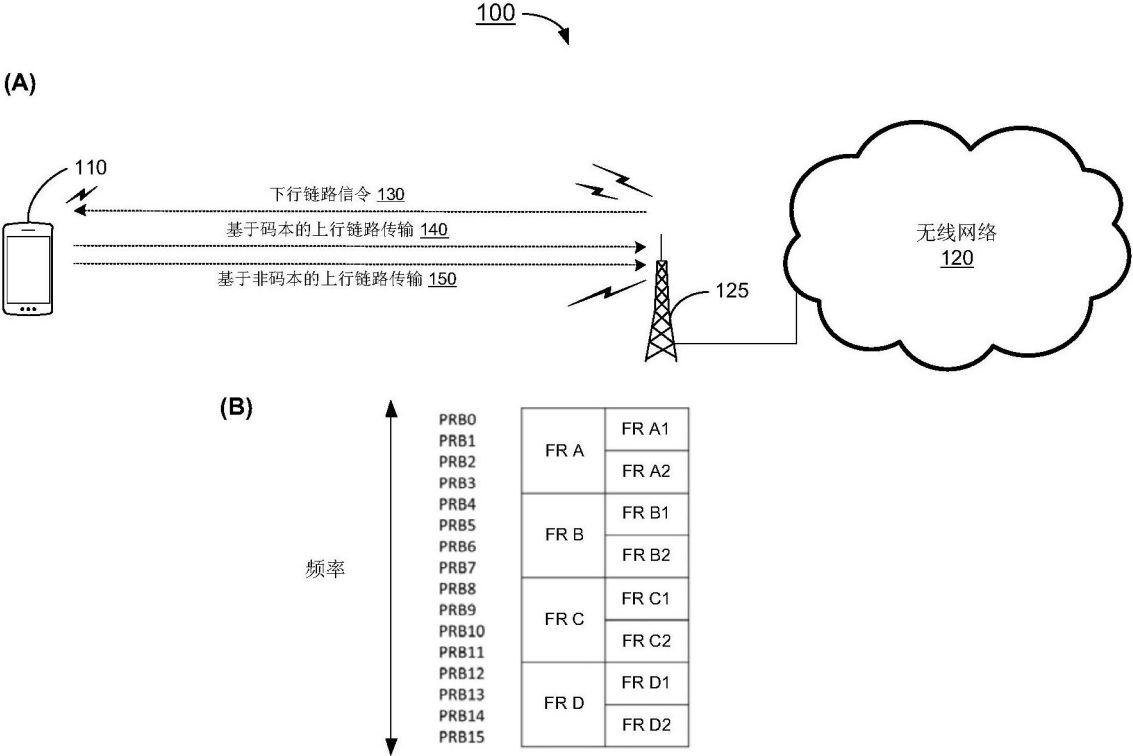 100
(A)
110
下行链路信令 130
基于码本的上行链路传输 140
基于非码本的上行链路传输 150
125
无线网络
120
(B)
频率
PRB0
PRB1
PRB2
PRB3
PRB4
PRB5
PRB6
PRB7
PRB8
PRB9
PRB10
PRB11
PRB12
PRB13
PRB14
PRB15
FR A
FR B
FR C
FR D
FR A1
FR A2
FR B1
FR B2
FR C1
FR C2
FR D1
FR D2